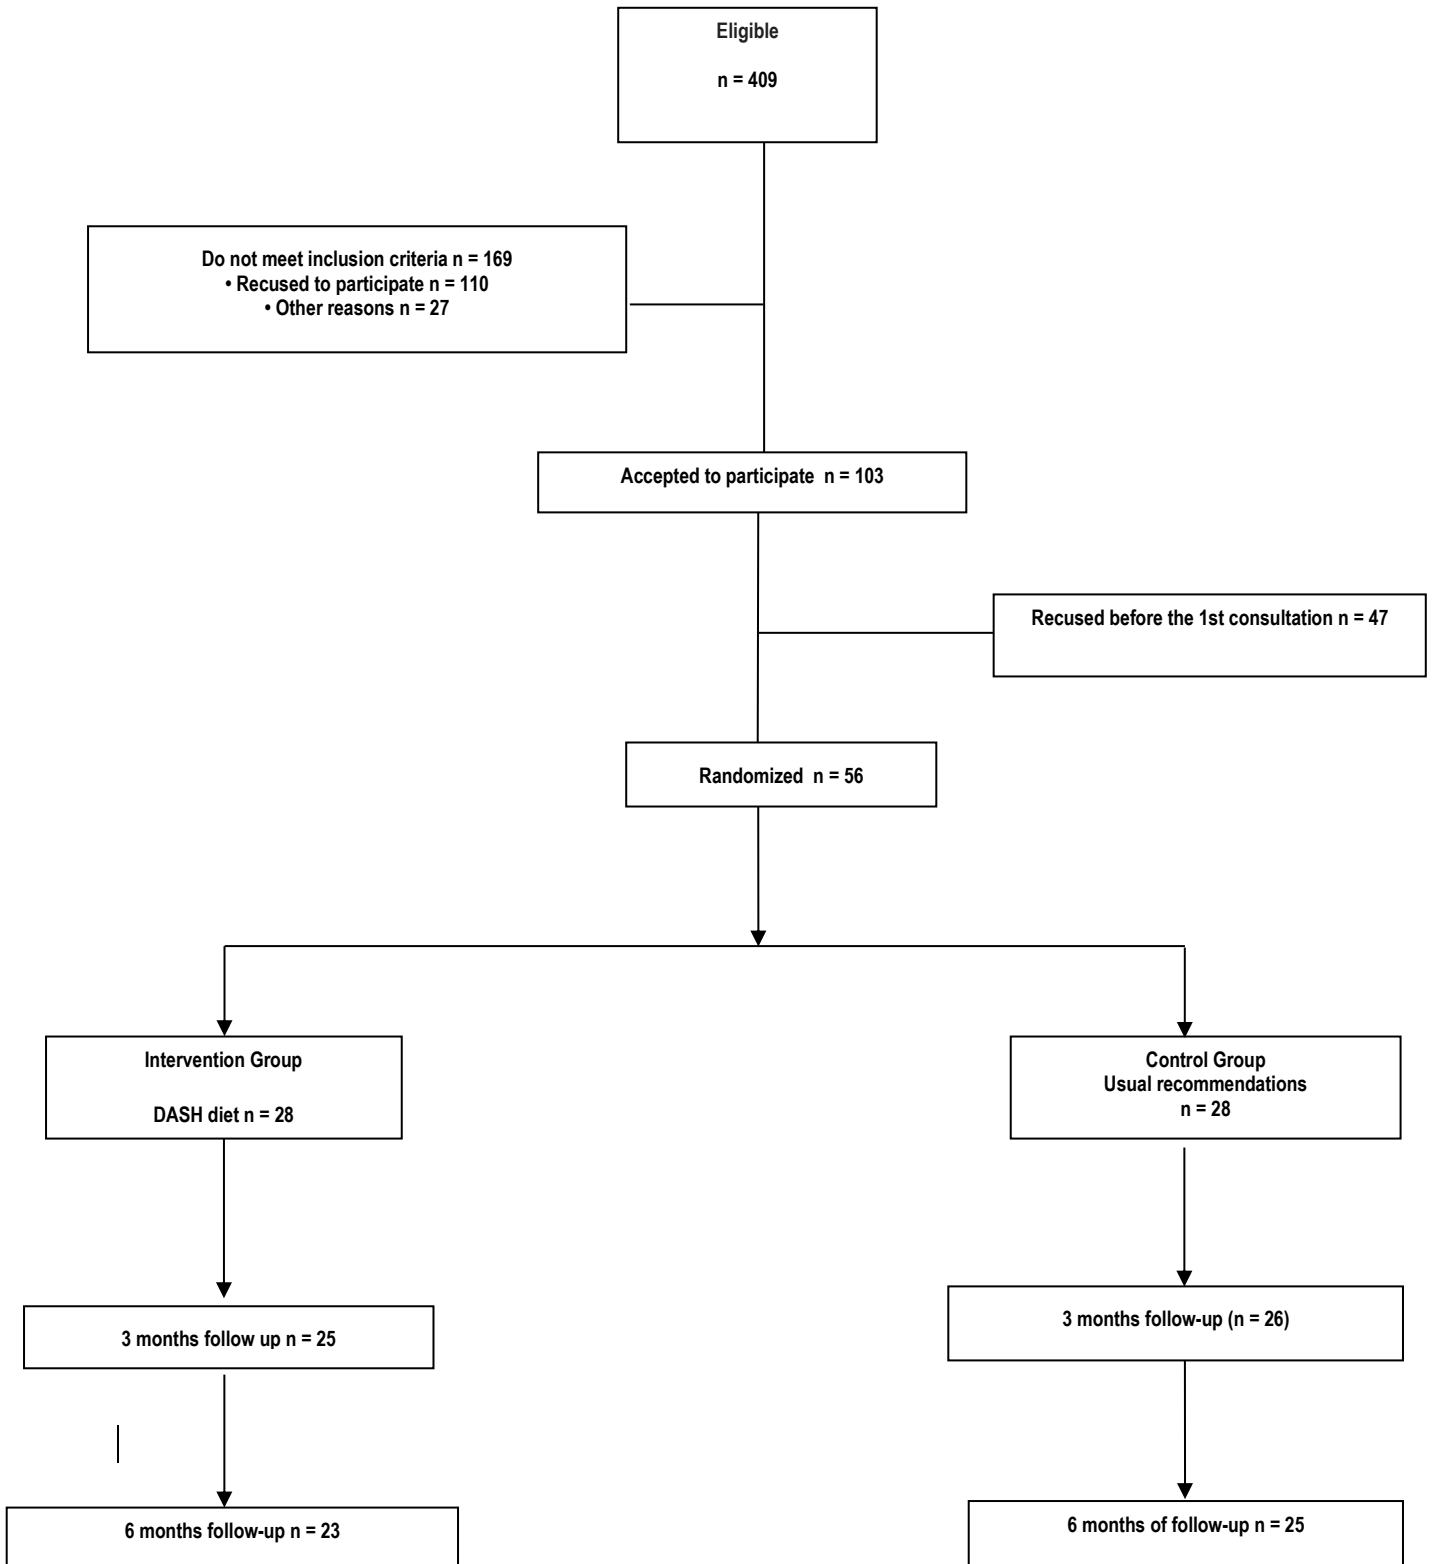 Eligible
n = 409
Do not meet inclusion criteria n = 169
• Recused to participate n = 110
• Other reasons n = 27
Accepted to participate n = 103
Recused before the 1st consultation n = 47
Randomized n = 56
Intervention Group
DASH diet n = 28
Control Group
Usual recommendations
n = 28
3 months follow up n = 25
3 months follow-up (n = 26)
6 months follow-up n = 23
6 months of follow-up n = 25